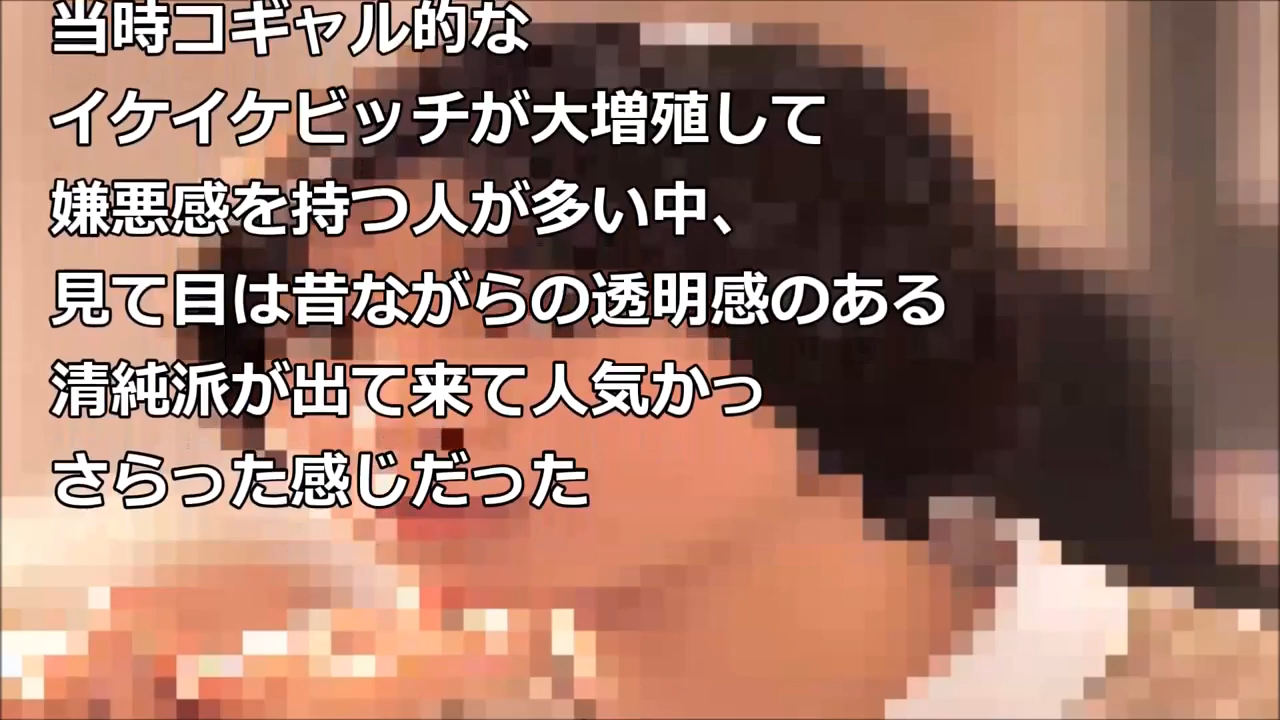 当時コギャル的な
イケイケビッチが大増殖して
嫌悪感を持つ人が多い中、
見て目は昔ながらの透明感のある
清純派が出て来て人気かっ
さらった感じだった